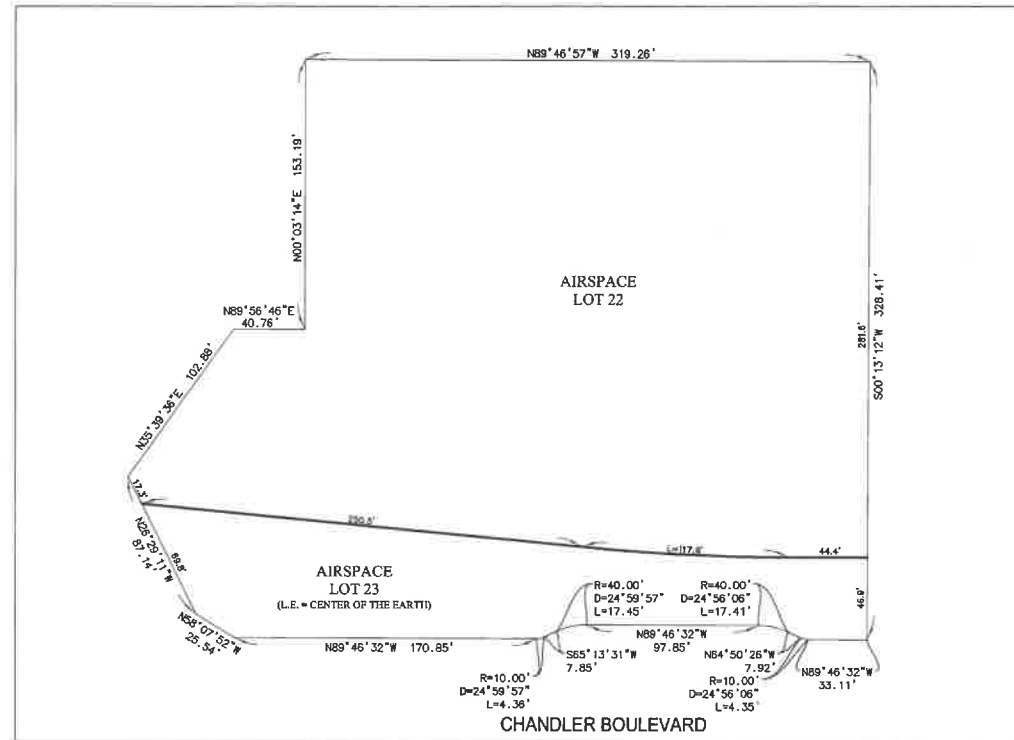 N89°46'57"W 319.26'
N00°03'14"E 153.19'
AIRSPACE
LOT 22
281.6'
S00°13'12"W 328.41'
N89°56'46"E
40.76'
N35°39'36"E 102.88'
17.3'
N26°29'11"W
87.14'
69.8'
L=117.6'
44.4'
46.9'
AIRSPACE
LOT 23
(L.E. = CENTER OF THE EARTH)
R=40.00'
D=24°59'57"
L=17.45'
R=40.00'
D=24°56'06"
L=17.41'
N58°07'52"W
25.54'
N89°46'32"W 170.85'
N89°46'32"W
97.85'
S65°13'31"W
7.85'
N64°50'26"W
7.92'
N89°46'32"W
33.11'
R=10.00'
D=24°59'57"
L=4.36'
R=10.00'
D=24°56'06"
L=4.35'
CHANDLER BOULEVARD